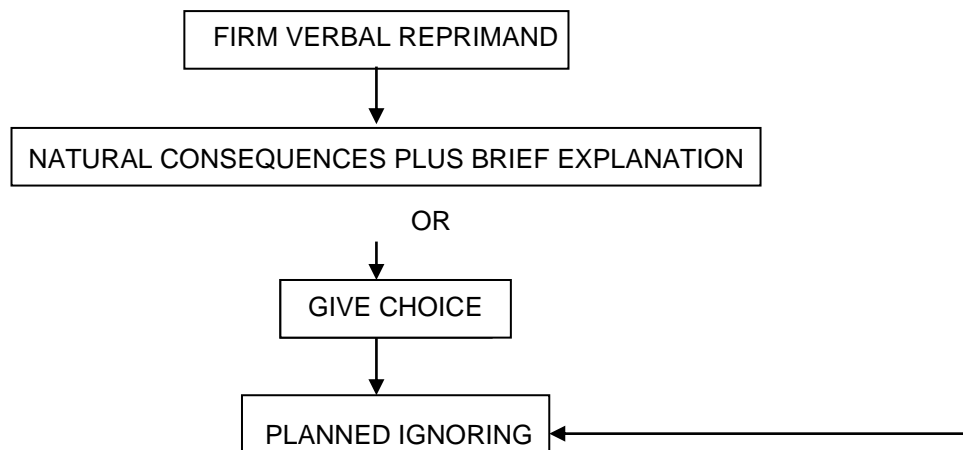 FIRM VERBAL REPRIMAND
NATURAL CONSEQUENCES PLUS BRIEF EXPLANATION
OR
GIVE CHOICE
PLANNED IGNORING